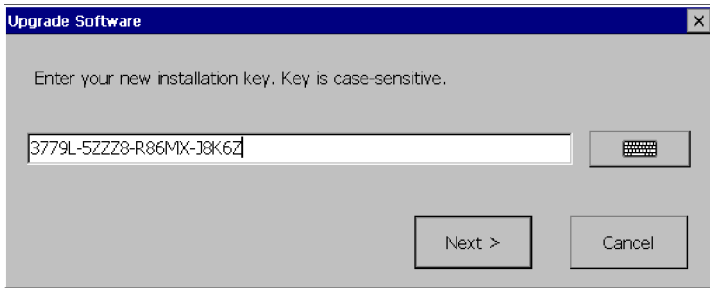 Upgrade Software
Enter your new installation key. Key is case-sensitive.
3779L-5ZZZ8-R86MX-J8K6Z
Next >
Cancel